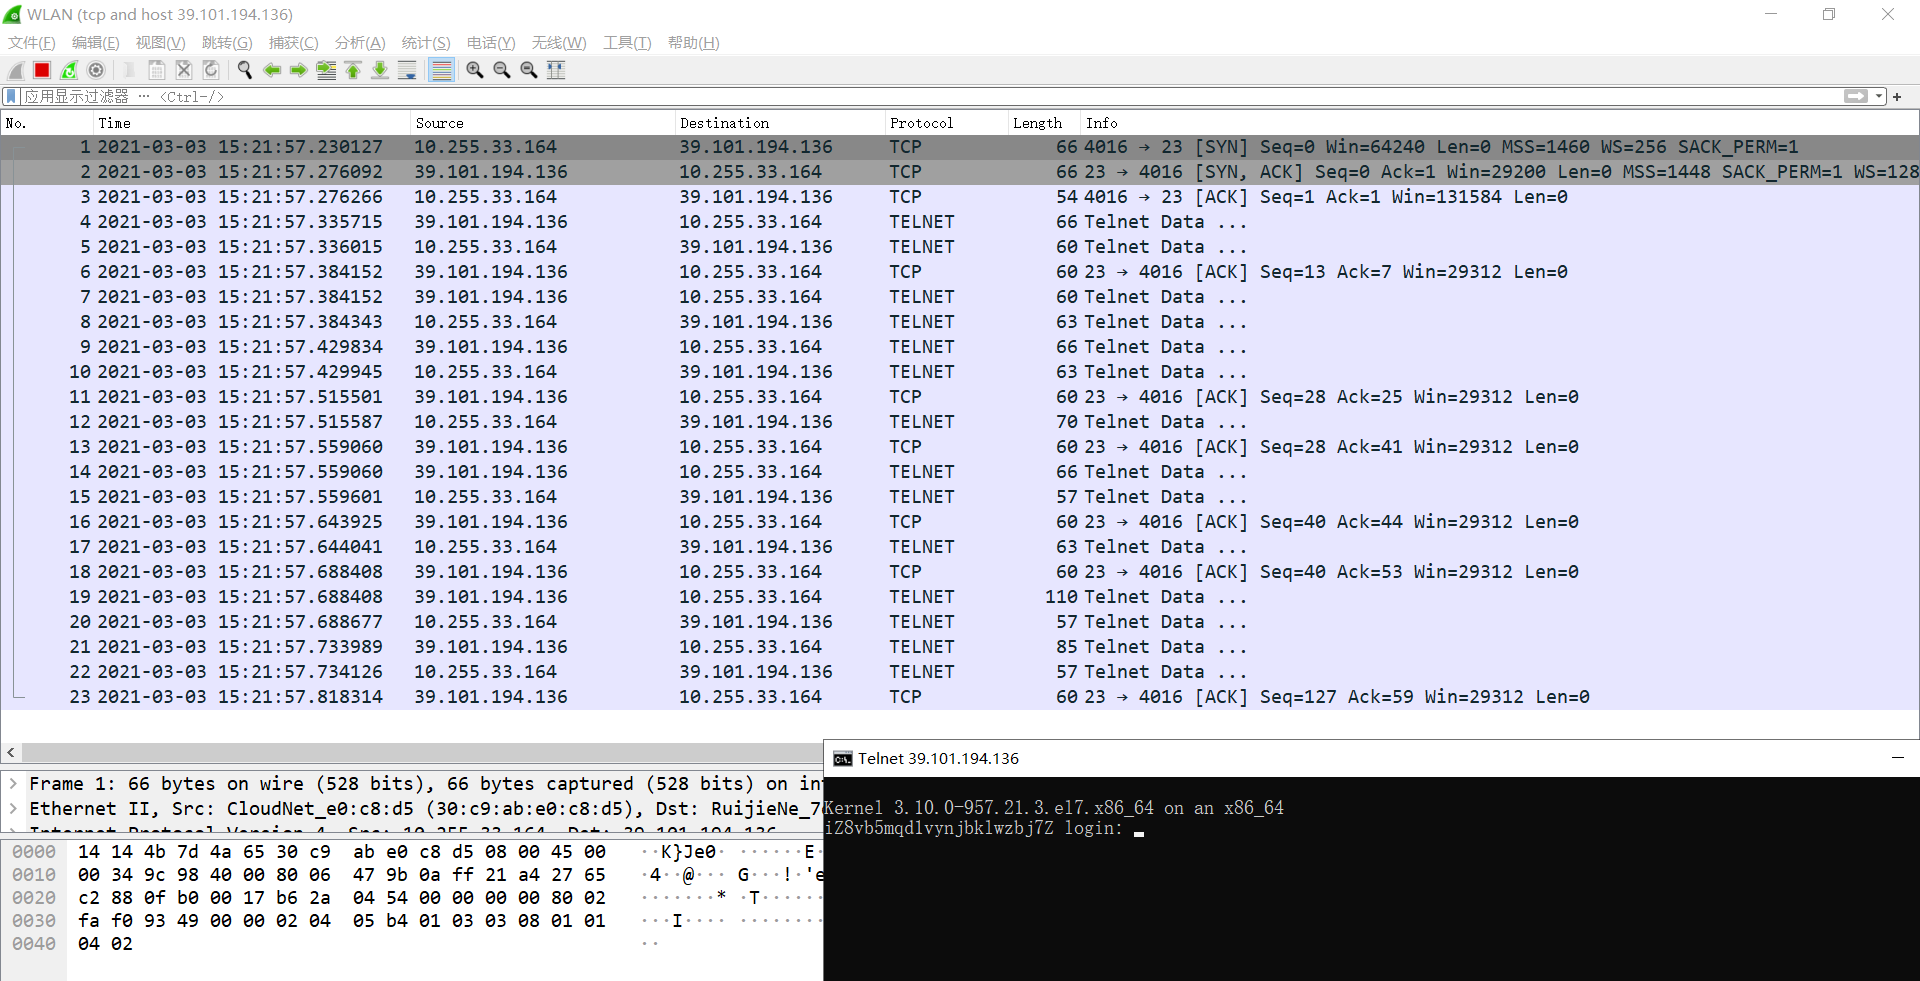 WLAN (tcp and host 39.101.194.136)
文件(F) 编辑(E) 视图(V) 跳转(G) 捕获(C) 分析(A) 统计(S) 电话(Y) 无线(W) 工具(T) 帮助(H)
应用显示过滤器 … <Ctrl-/>
No. Time Source Destination Protocol Length Info
1 2021-03-03 15:21:57.230127 10.255.33.164 39.101.194.136 TCP 66 4016 → 23 [SYN] Seq=0 Win=64240 Len=0 MSS=1460 WS=256 SACK_PERM=1
2 2021-03-03 15:21:57.276092 39.101.194.136 10.255.33.164 TCP 66 23 → 4016 [SYN, ACK] Seq=0 Ack=1 Win=29200 Len=0 MSS=1448 SACK_PERM=1 WS=128
3 2021-03-03 15:21:57.276266 10.255.33.164 39.101.194.136 TCP 54 4016 → 23 [ACK] Seq=1 Ack=1 Win=131584 Len=0
4 2021-03-03 15:21:57.335715 39.101.194.136 10.255.33.164 TELNET 66 Telnet Data ...
5 2021-03-03 15:21:57.336015 10.255.33.164 39.101.194.136 TELNET 60 Telnet Data ...
6 2021-03-03 15:21:57.384152 39.101.194.136 10.255.33.164 TCP 60 23 → 4016 [ACK] Seq=13 Ack=7 Win=29312 Len=0
7 2021-03-03 15:21:57.384152 39.101.194.136 10.255.33.164 TELNET 60 Telnet Data ...
8 2021-03-03 15:21:57.384343 10.255.33.164 39.101.194.136 TELNET 63 Telnet Data ...
9 2021-03-03 15:21:57.429834 39.101.194.136 10.255.33.164 TELNET 66 Telnet Data ...
10 2021-03-03 15:21:57.429945 10.255.33.164 39.101.194.136 TELNET 63 Telnet Data ...
11 2021-03-03 15:21:57.515501 39.101.194.136 10.255.33.164 TCP 60 23 → 4016 [ACK] Seq=28 Ack=25 Win=29312 Len=0
12 2021-03-03 15:21:57.515587 10.255.33.164 39.101.194.136 TELNET 70 Telnet Data ...
13 2021-03-03 15:21:57.559060 39.101.194.136 10.255.33.164 TCP 60 23 → 4016 [ACK] Seq=28 Ack=41 Win=29312 Len=0
14 2021-03-03 15:21:57.559060 39.101.194.136 10.255.33.164 TELNET 66 Telnet Data ...
15 2021-03-03 15:21:57.559601 10.255.33.164 39.101.194.136 TELNET 57 Telnet Data ...
16 2021-03-03 15:21:57.643925 39.101.194.136 10.255.33.164 TCP 60 23 → 4016 [ACK] Seq=40 Ack=44 Win=29312 Len=0
17 2021-03-03 15:21:57.644041 10.255.33.164 39.101.194.136 TELNET 63 Telnet Data ...
18 2021-03-03 15:21:57.688408 39.101.194.136 10.255.33.164 TCP 60 23 → 4016 [ACK] Seq=40 Ack=53 Win=29312 Len=0
19 2021-03-03 15:21:57.688408 39.101.194.136 10.255.33.164 TELNET 110 Telnet Data ...
20 2021-03-03 15:21:57.688677 10.255.33.164 39.101.194.136 TELNET 57 Telnet Data ...
21 2021-03-03 15:21:57.733989 39.101.194.136 10.255.33.164 TELNET 85 Telnet Data ...
22 2021-03-03 15:21:57.734126 10.255.33.164 39.101.194.136 TELNET 57 Telnet Data ...
23 2021-03-03 15:21:57.818314 39.101.194.136 10.255.33.164 TCP 60 23 → 4016 [ACK] Seq=127 Ack=59 Win=29312 Len=0
Frame 1: 66 bytes on wire (528 bits), 66 bytes captured (528 bits) on in
Ethernet II, Src: CloudNet_e0:c8:d5 (30:c9:ab:e0:c8:d5), Dst: RuijieNe_7
Internet Protocol Version 4, Src: 10.255.33.164, Dst: 39.101.194.136
0000 14 14 4b 7d 4a 65 30 c9 ab e0 c8 d5 08 00 45 00 ··K}Je0· ······E
0010 00 34 9c 98 40 00 80 06 47 9b 0a ff 21 a4 27 65 ·4··@··· G···!·'e
0020 c2 88 0f b0 00 17 b6 2a 04 54 00 00 00 00 80 02 ·······* ·T······
0030 fa f0 93 49 00 00 02 04 05 b4 01 03 03 08 01 01 ···I···· ········
0040 04 02 ··
Telnet 39.101.194.136
Kernel 3.10.0-957.21.3.el7.x86_64 on an x86_64
iZ8vb5mqdlvynjbklwzbj7Z login: